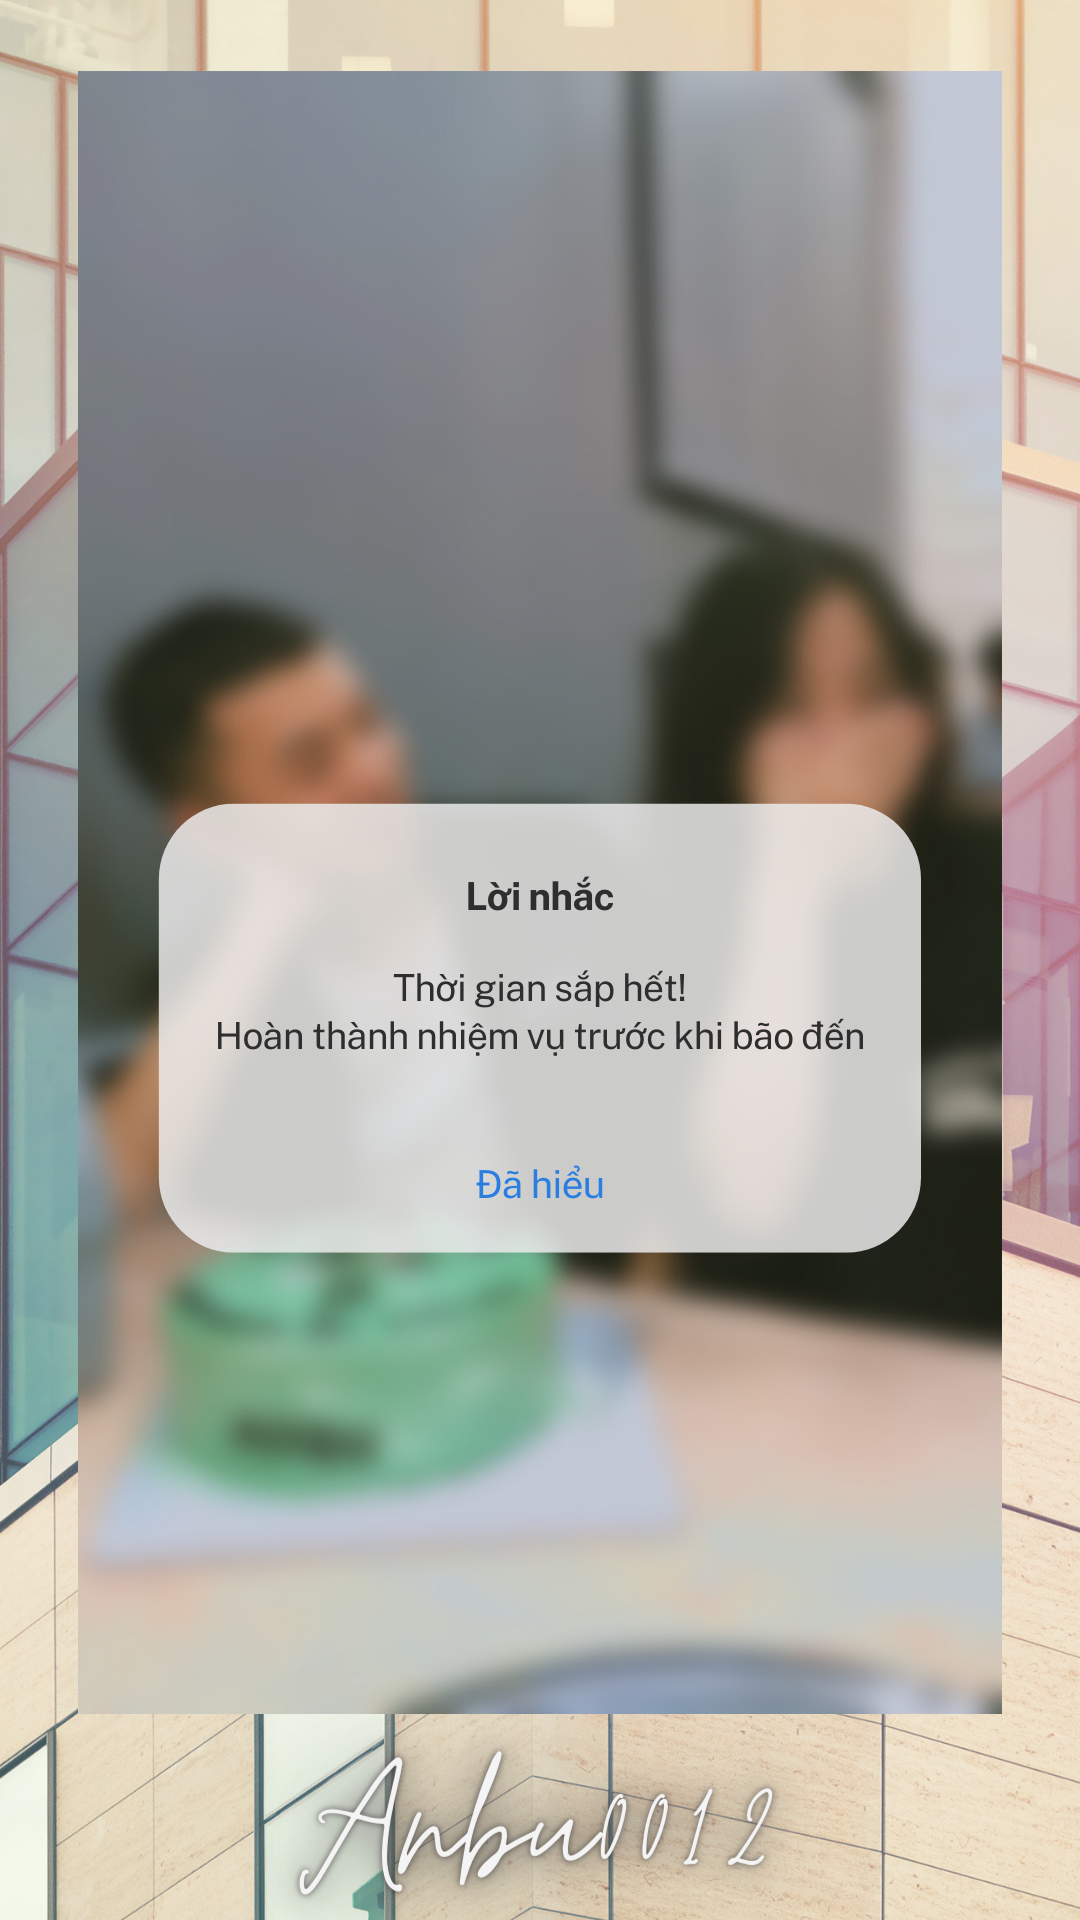 Lời nhắc
Thời gian sắp hết!
Hoàn thành nhiệm vụ trước khi bão đến
Đã hiểu
Anbu0012